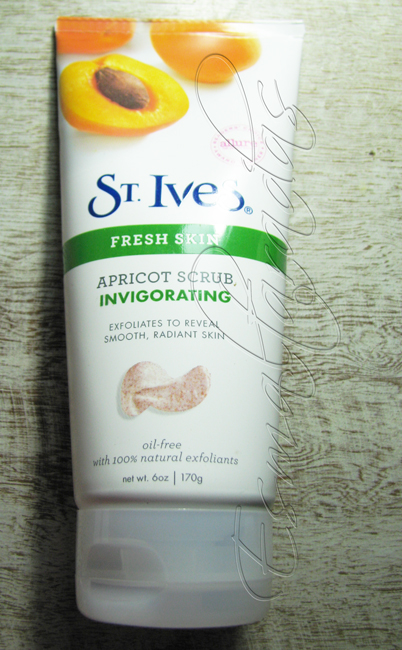 allure
ST. IVES®
FRESH SKIN
APRICOT SCRUB,
INVIGORATING
EXFOLIATES TO REVEAL
SMOOTH, RADIANT SKIN
oil-free
with 100% natural exfoliants
net wt. 6oz | 170g